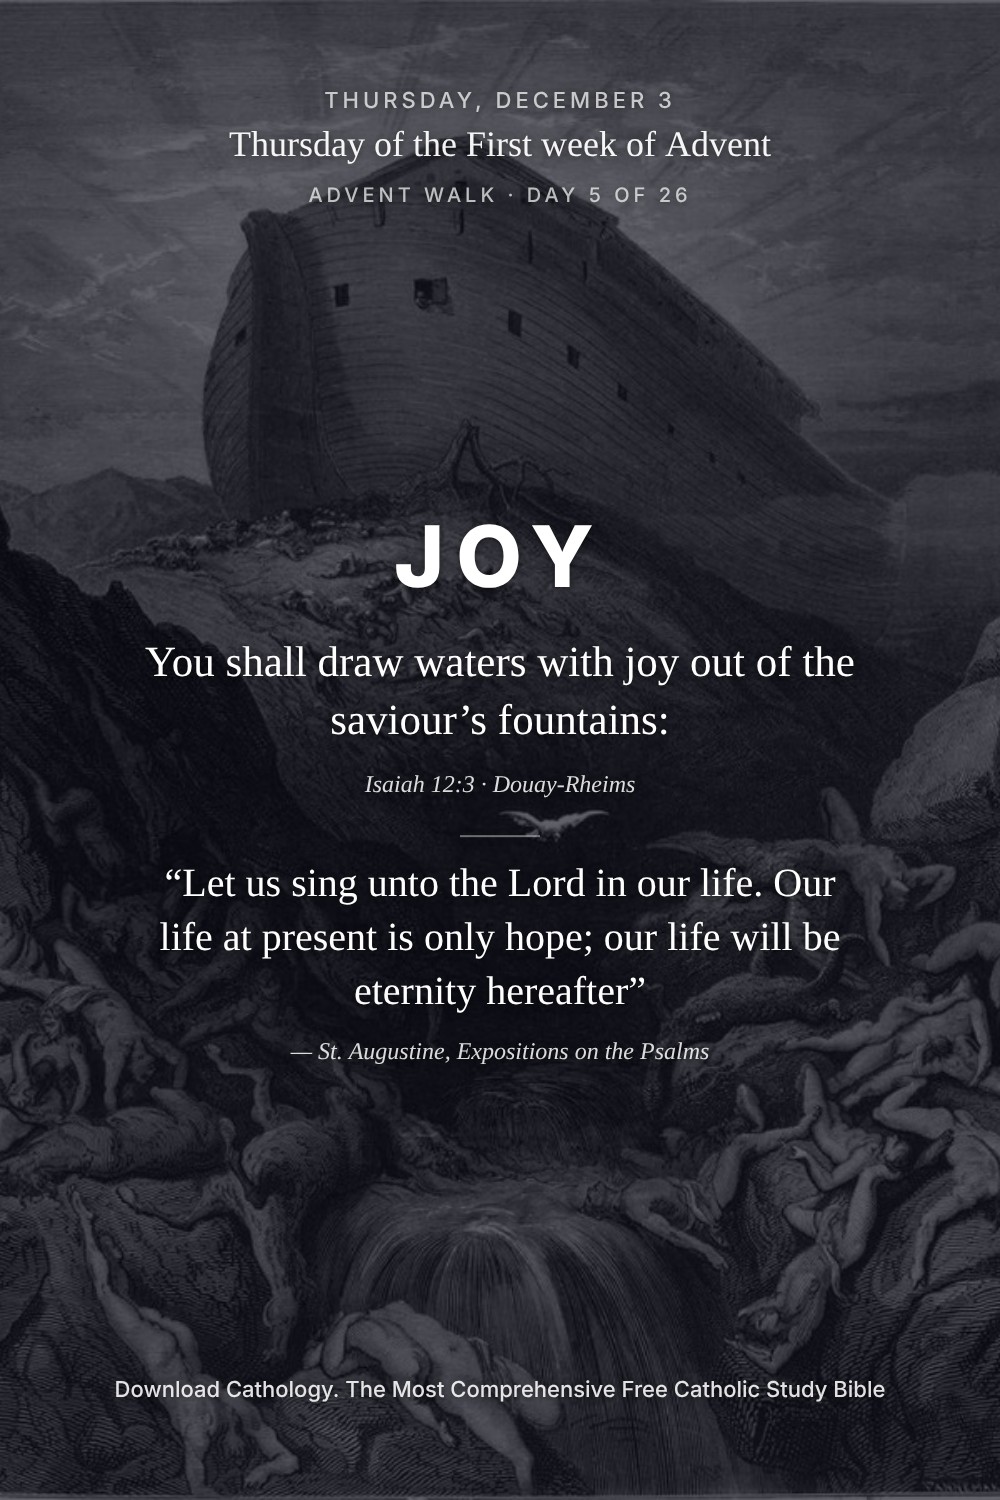 THURSDAY, DECEMBER 3
Thursday of the First week of Advent
ADVENT WALK · DAY 5 OF 26
JOY
You shall draw waters with joy out of the
saviour’s fountains:
Isaiah 12:3 · Douay-Rheims
“Let us sing unto the Lord in our life. Our
life at present is only hope; our life will be
eternity hereafter”
— St. Augustine, Expositions on the Psalms
Download Cathology. The Most Comprehensive Free Catholic Study Bible